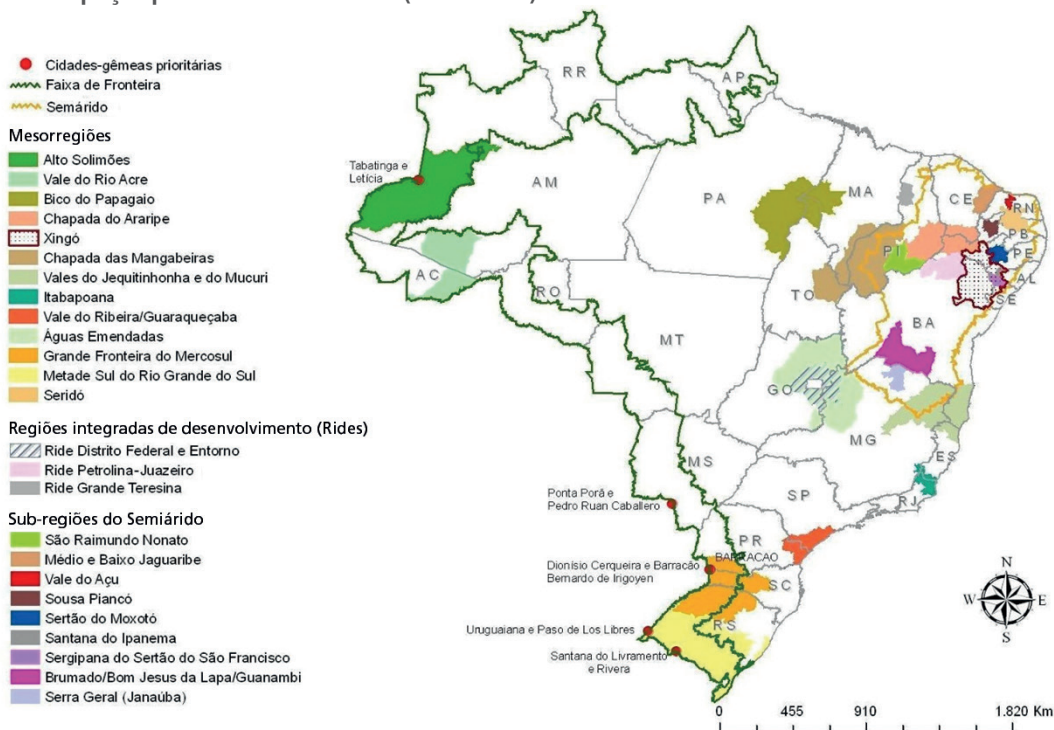 Cidades-gêmeas prioritárias
Faixa de Fronteira
Semárido
Mesorregiões
Alto Solimões
Vale do Rio Acre
Bico do Papagaio
Chapada do Araripe
Xingó
Chapada das Mangabeiras
Vales do Jequitinhonha e do Mucuri
Itabapoana
Vale do Ribeira/Guaraqueçaba
Águas Emendadas
Grande Fronteira do Mercosul
Metade Sul do Rio Grande do Sul
Seridó
Regiões integradas de desenvolvimento (Rides)
Ride Distrito Federal e Entorno
Ride Petrolina-Juazeiro
Ride Grande Teresina
Sub-regiões do Semiárido
São Raimundo Nonato
Médio e Baixo Jaguaribe
Vale do Açu
Sousa Piancó
Sertão do Moxotó
Santana do Ipanema
Sergipana do Sertão do São Francisco
Brumado/Bom Jesus da Lapa/Guanambi
Serra Geral (Janaúba)
RR
AP
Tabatinga e
Letícia
AM
PA
MA
CE
RN
PB
PI
PE
AL
SE
AC
RO
TO
BA
MT
GO
MG
ES
MS
SP
RJ
Ponta Porã e
Pedro Ruan Caballero
PR
BARRACAO
Dionísio Cerqueira e Barracão
Bernardo de Irigoyen
SC
RS
Uruguaiana e Paso de Los Libres
Santana do Livramento
e Rivera
N
W
E
S
0 455 910 1.820 Km